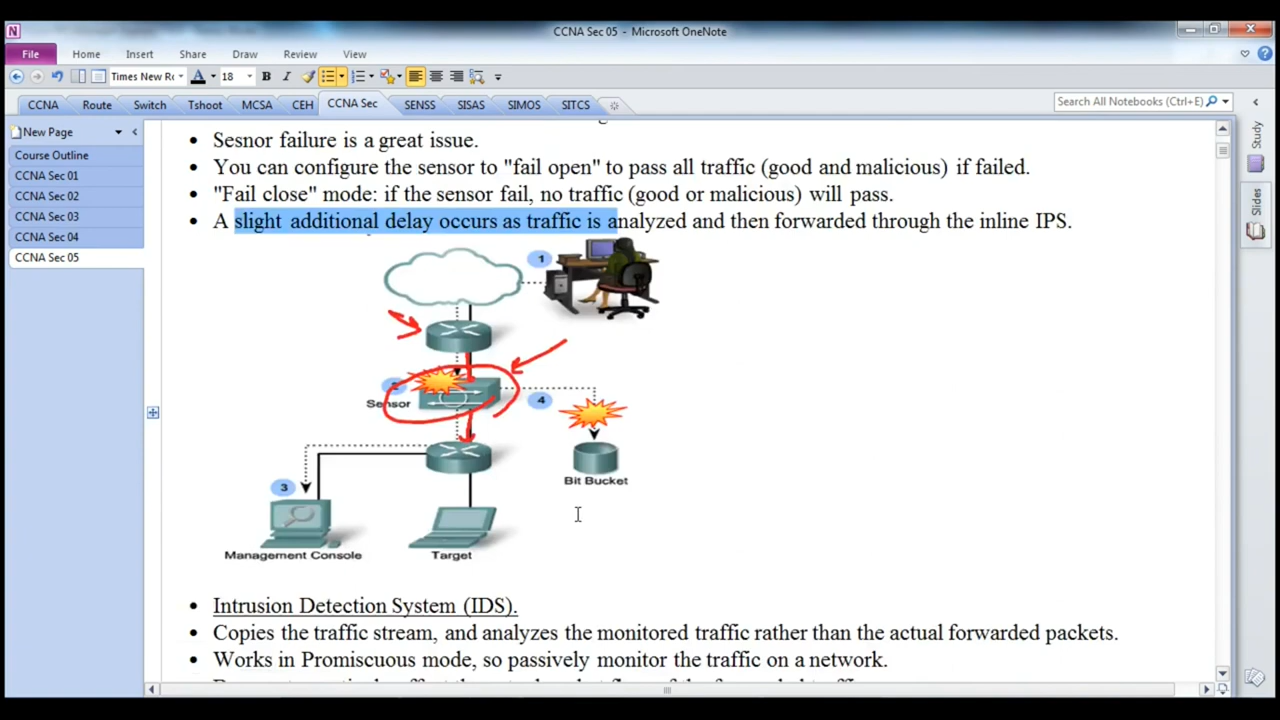 CCNA Sec 05 - Microsoft OneNote
File Home Insert Share Draw Review View
Times New Rc 18 B I A
CCNA Route Switch Tshoot MCSA CEH CCNA Sec SENSS SISAS SIMOS SITCS
Search All Notebooks (Ctrl+E)
New Page
Course Outline
CCNA Sec 01
CCNA Sec 02
CCNA Sec 03
CCNA Sec 04
CCNA Sec 05
Study
Slides
• Sesnor failure is a great issue.
• You can configure the sensor to "fail open" to pass all traffic (good and malicious) if failed.
• "Fail close" mode: if the sensor fail, no traffic (good or malicious) will pass.
• A slight additional delay occurs as traffic is analyzed and then forwarded through the inline IPS.
1
Sensor
4
Bit Bucket
3
Management Console
Target
• Intrusion Detection System (IDS).
• Copies the traffic stream, and analyzes the monitored traffic rather than the actual forwarded packets.
• Works in Promiscuous mode, so passively monitor the traffic on a network.